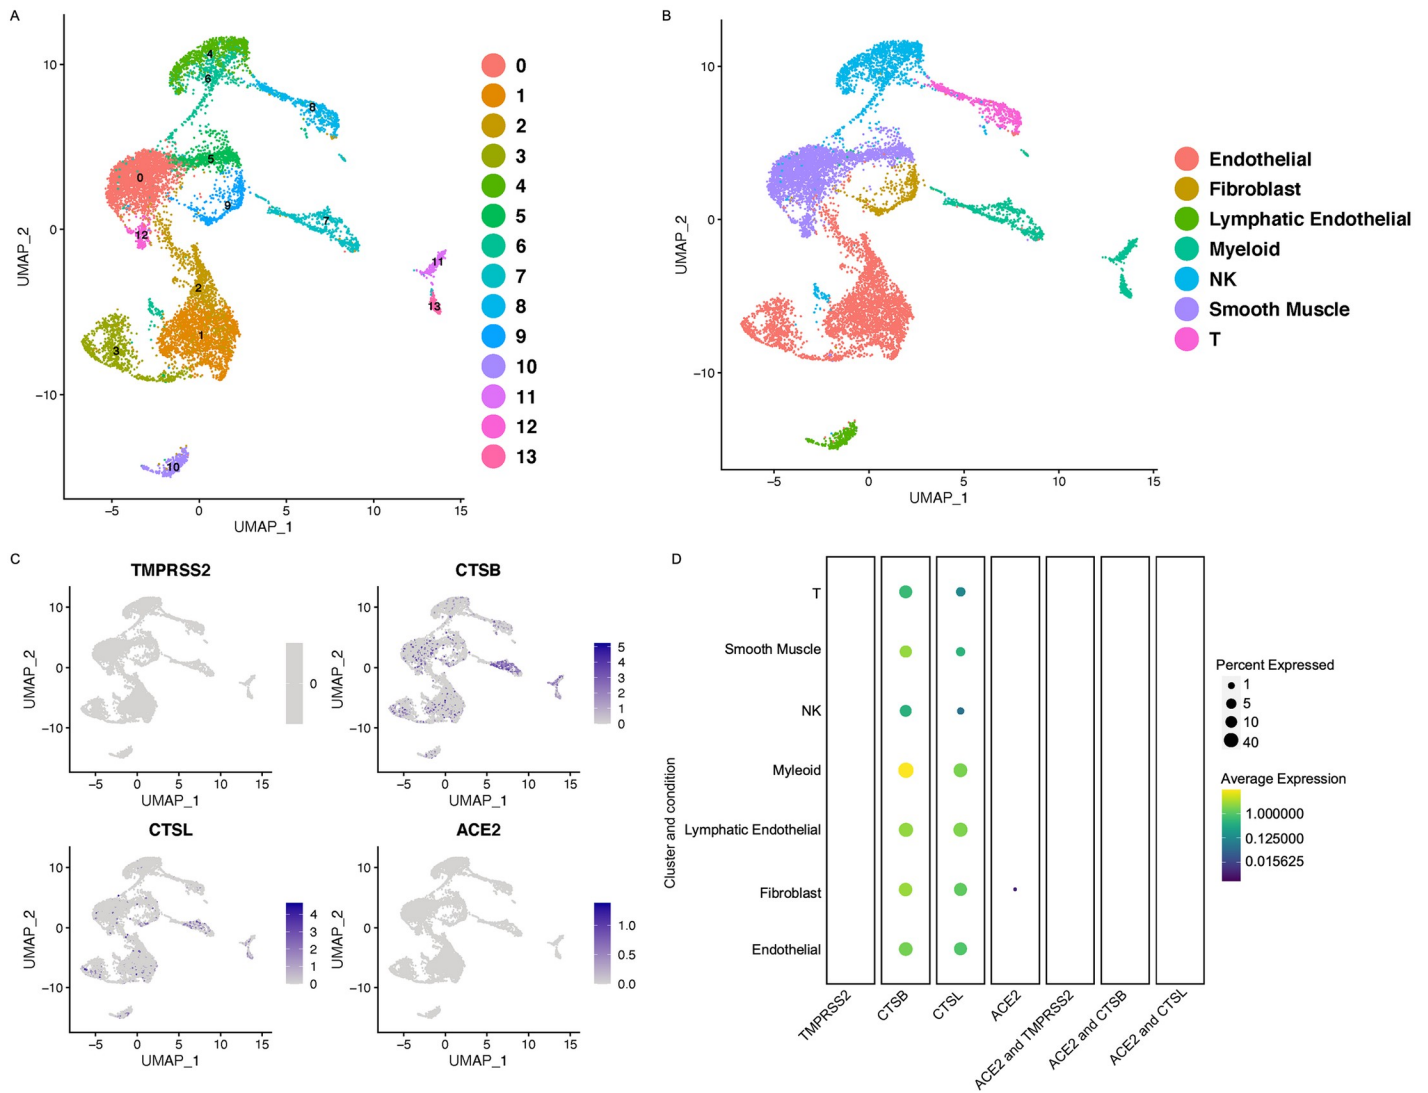 A
UMAP_2
10
0
−10
−5
0
5
10
15
UMAP_1
4
6
8
5
0
9
12
7
11
2
13
1
3
10
0
1
2
3
4
5
6
7
8
9
10
11
12
13
B
UMAP_2
10
0
−10
−5
0
5
10
15
UMAP_1
Endothelial
Fibroblast
Lymphatic Endothelial
Myeloid
NK
Smooth Muscle
T
C
TMPRSS2
UMAP_2
10
0
−10
−5
0
5
10
15
UMAP_1
0
CTSB
UMAP_2
10
0
−10
−5
0
5
10
15
UMAP_1
5
4
3
2
1
0
CTSL
UMAP_2
10
0
−10
−5
0
5
10
15
UMAP_1
4
3
2
1
0
ACE2
UMAP_2
10
0
−10
−5
0
5
10
15
UMAP_1
1.0
0.5
0.0
D
Cluster and condition
T
Smooth Muscle
NK
Myleoid
Lymphatic Endothelial
Fibroblast
Endothelial
TMPRSS2
CTSB
CTSL
ACE2
ACE2 and TMPRSS2
ACE2 and CTSB
ACE2 and CTSL
Percent Expressed
1
5
10
40
Average Expression
1.000000
0.125000
0.015625